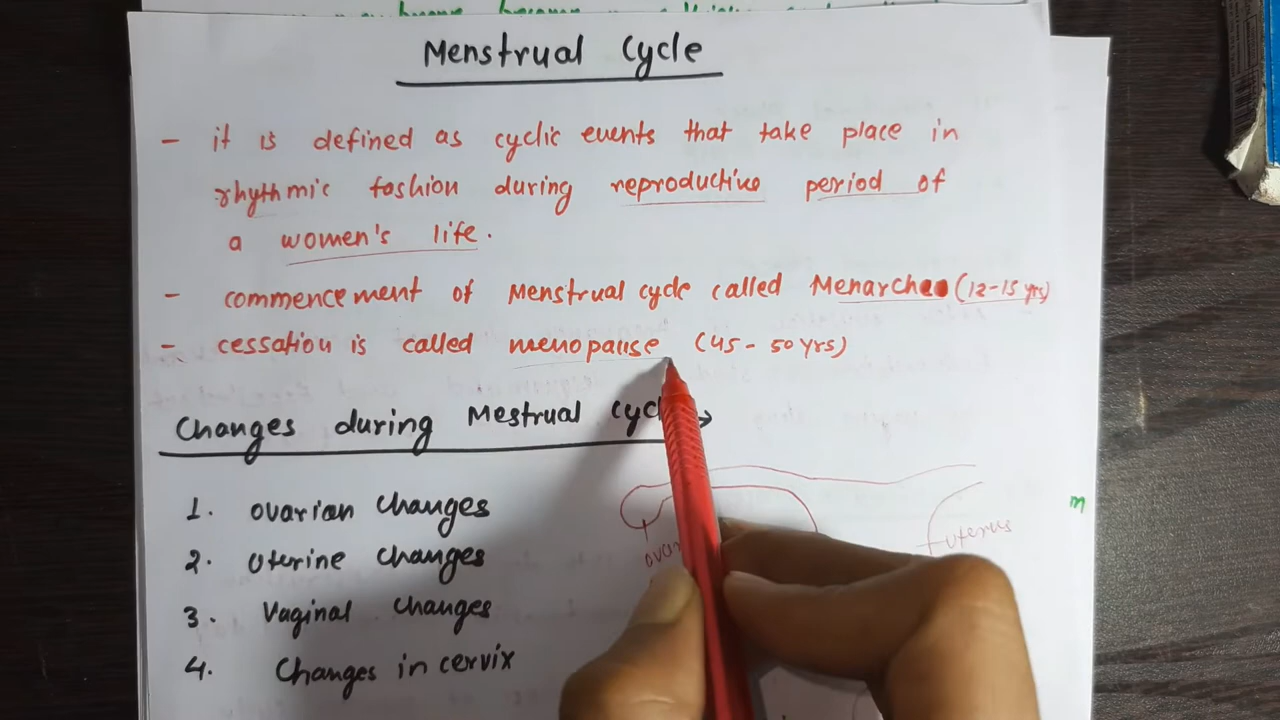 Menstrual Cycle
- it is defined as cyclic events that take place in
rhythmic fashion during reproductive period of
a women's life.
- commencement of Menstrual cycle called Menarche (12-15 yrs)
- cessation is called menopause (45 - 50 yrs)
Changes during Mestrual
1. ovarian changes
2. Uterine changes
3. Vaginal changes
4. Changes in cervix
uterus
m